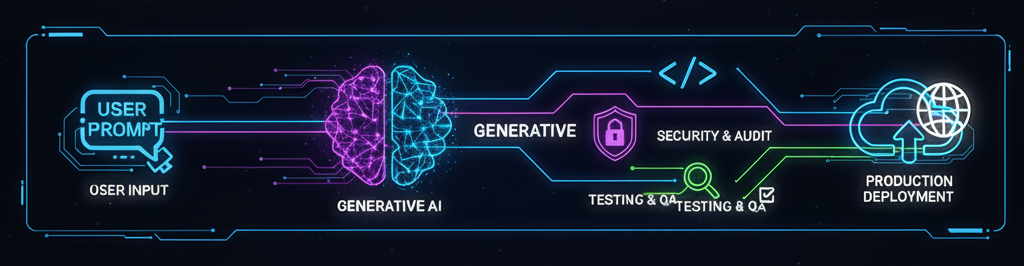 USER
PROMPT
USER INPUT
GENERATIVE AI
GENERATIVE
</>
SECURITY & AUDIT
TESTING & QA
TESTING & QA
PRODUCTION
DEPLOYMENT